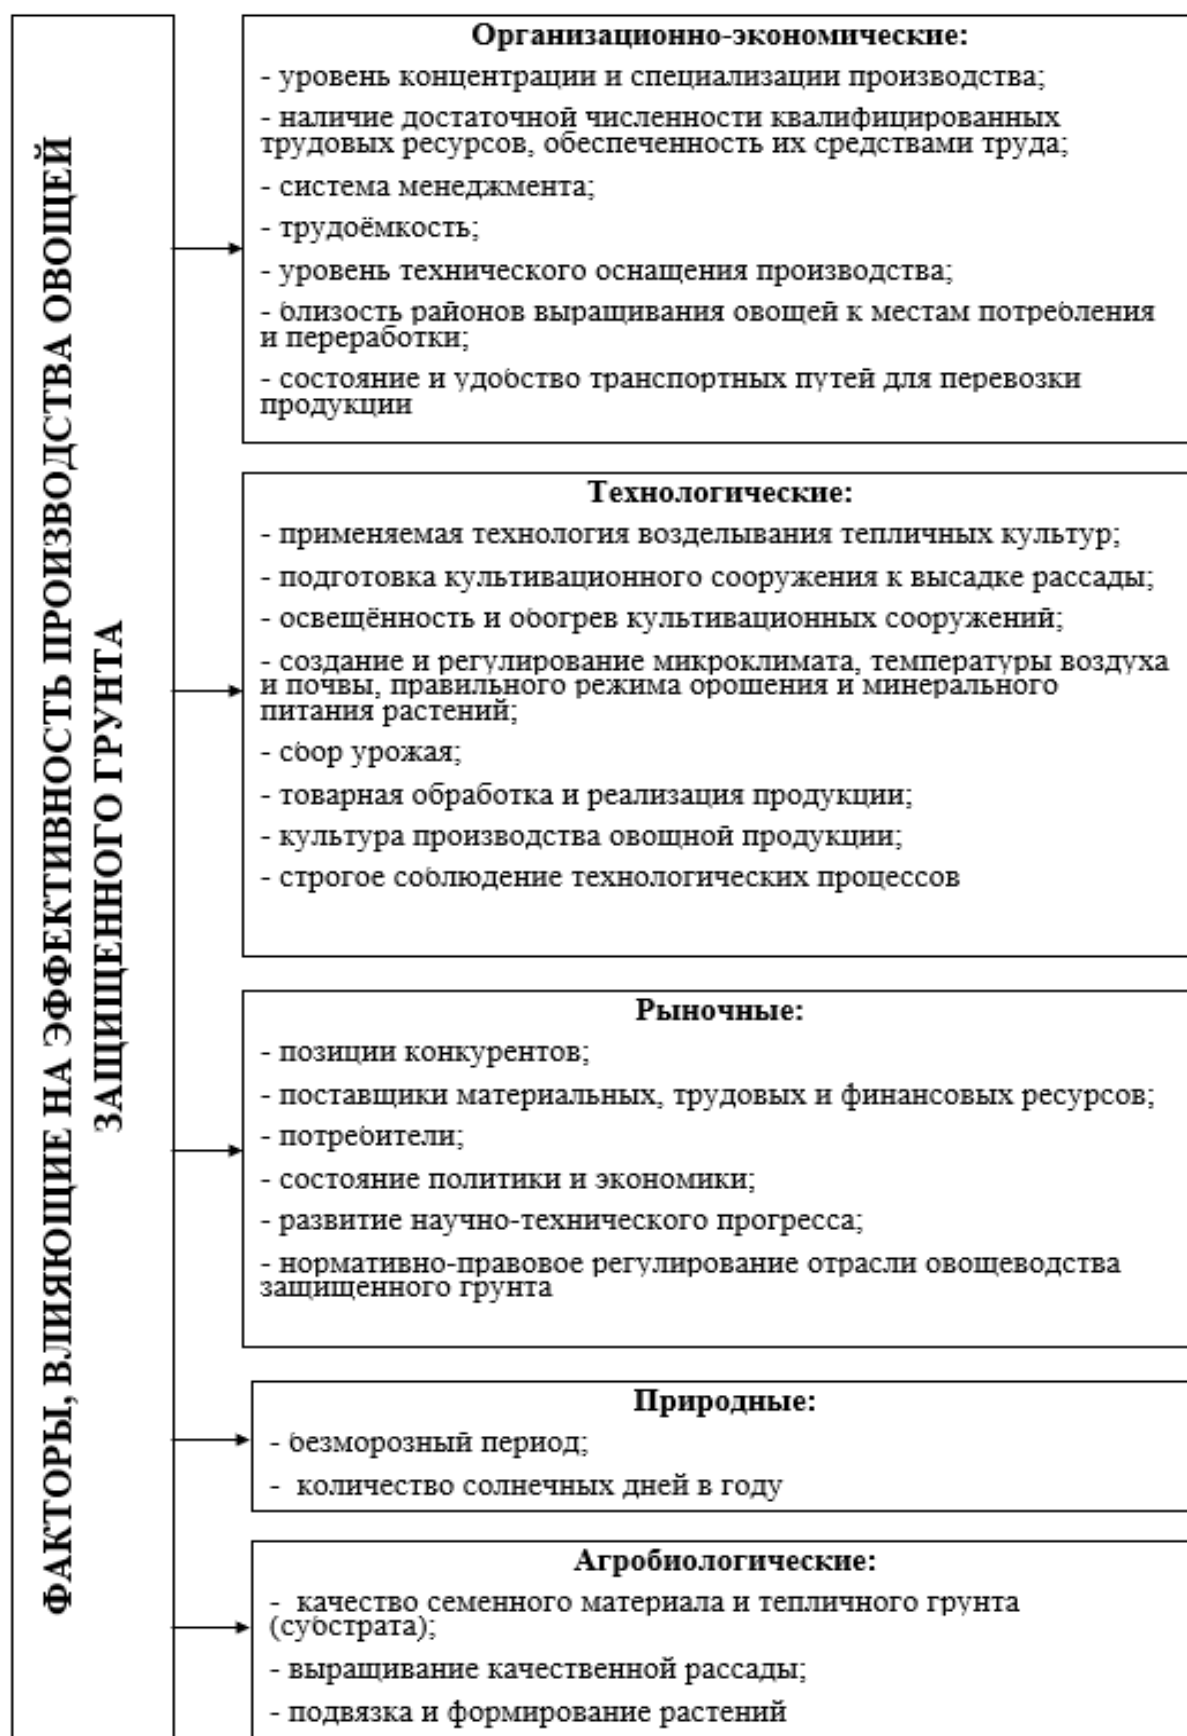 ФАКТОРЫ, ВЛИЯЮЩИЕ НА ЭФФЕКТИВНОСТЬ ПРОИЗВОДСТВА ОВОЩЕЙ
ЗАЩИЩЕННОГО ГРУНТА
Организационно-экономические:
- уровень концентрации и специализации производства;
- наличие достаточной численности квалифицированных
трудовых ресурсов, обеспеченность их средствами труда;
- система менеджмента;
- трудоёмкость;
- уровень технического оснащения производства;
- близость районов выращивания овощей к местам потребления
и переработки;
- состояние и удобство транспортных путей для перевозки
продукции
Технологические:
- применяемая технология возделывания тепличных культур;
- подготовка культивационного сооружения к высадке рассады;
- освещённость и обогрев культивационных сооружений;
- создание и регулирование микроклимата, температуры воздуха
и почвы, правильного режима орошения и минерального
питания растений;
- сбор урожая;
- товарная обработка и реализация продукции;
- культура производства овощной продукции;
- строгое соблюдение технологических процессов
Рыночные:
- позиции конкурентов;
- поставщики материальных, трудовых и финансовых ресурсов;
- потребители;
- состояние политики и экономики;
- развитие научно-технического прогресса;
- нормативно-правовое регулирование отрасли овощеводства
защищенного грунта
Природные:
- безморозный период;
- количество солнечных дней в году
Агробиологические:
- качество семенного материала и тепличного грунта
(субстрата);
- выращивание качественной рассады;
- подвязка и формирование растений